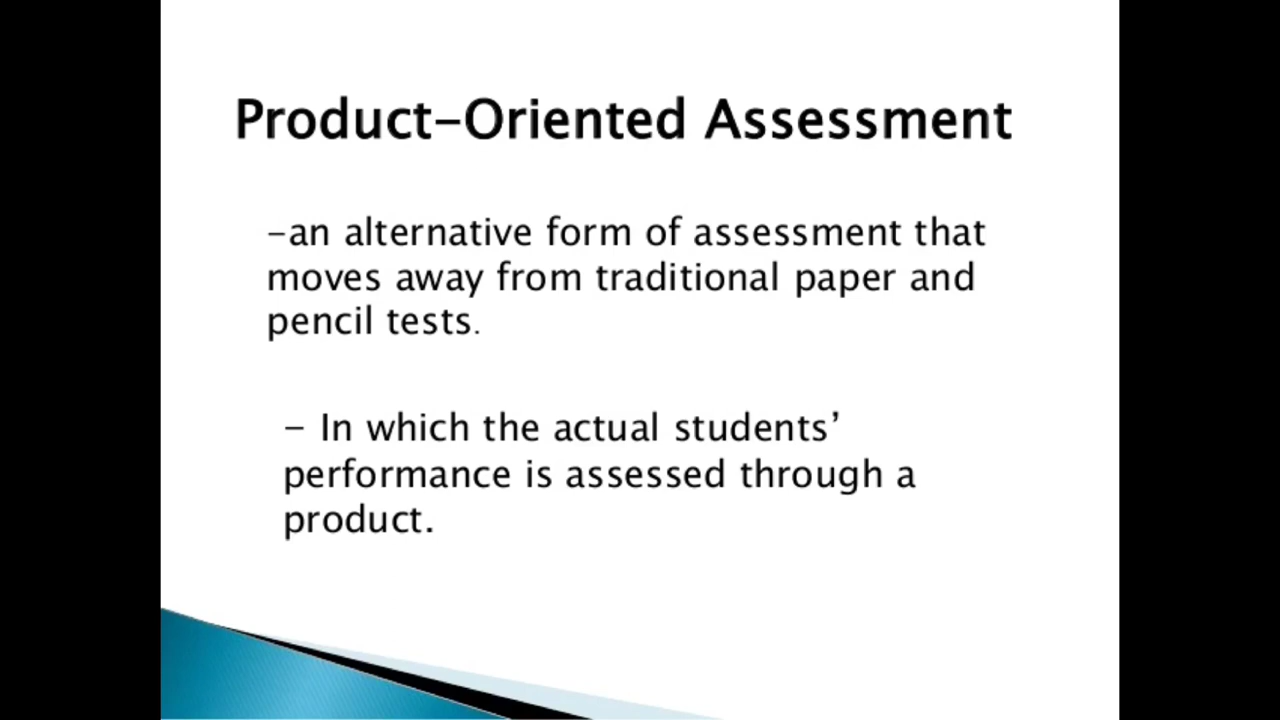 Product-Oriented Assessment
-an alternative form of assessment that
moves away from traditional paper and
pencil tests.
- In which the actual students’
performance is assessed through a
product.